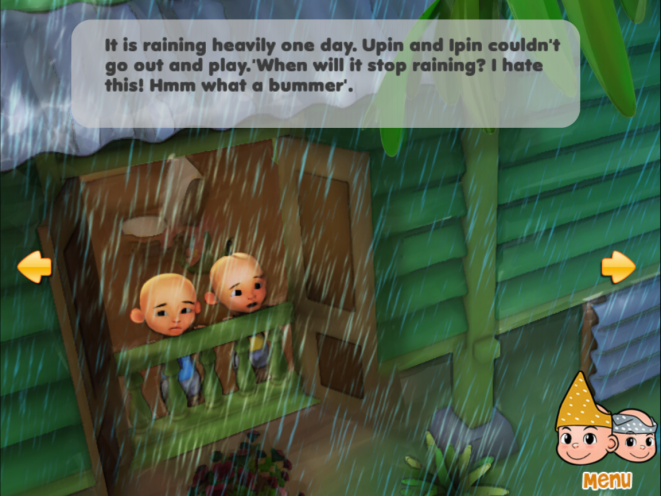 It is raining heavily one day. Upin and Ipin couldn't
go out and play.'When will it stop raining? I hate
this! Hmm what a bummer'.
MENU